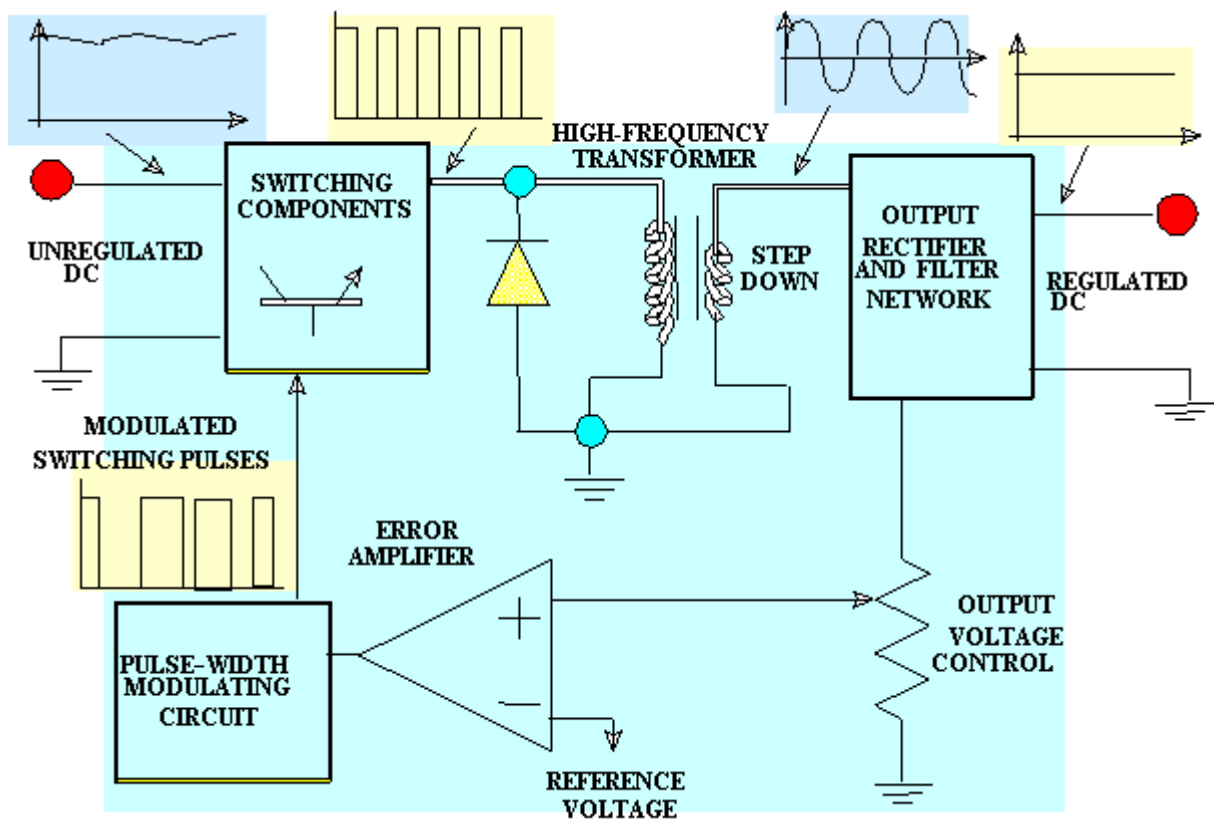 HIGH-FREQUENCY
TRANSFORMER
SWITCHING
COMPONENTS
UNREGULATED
DC
STEP
DOWN
OUTPUT
RECTIFIER
AND FILTER
NETWORK
REGULATED
DC
MODULATED
SWITCHING PULSES
ERROR
AMPLIFIER
+
−
PULSE-WIDTH
MODULATING
CIRCUIT
OUTPUT
VOLTAGE
CONTROL
REFERENCE
VOLTAGE